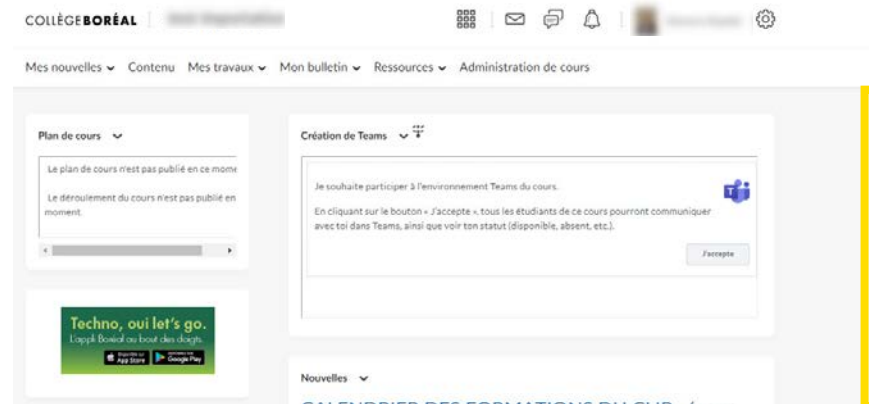 COLLÈGEBORÉAL
Mes nouvelles Contenu Mes travaux Mon bulletin Ressources Administration de cours
Plan de cours
Le plan de cours n'est pas publié en ce mome
Le déroulement du cours n'est pas publié en
moment.
Techno, oui let's go.
L'appli Boréal au bout des doigts.
Disponible sur
App Store
Google Play
Création de Teams
Je souhaite participer à l'environnement Teams du cours.
En cliquant sur le bouton « J'accepte », tous les étudiants de ce cours pourront communiquer
avec toi dans Teams, ainsi que voir ton statut (disponible, absent, etc.).
J'accepte
Nouvelles